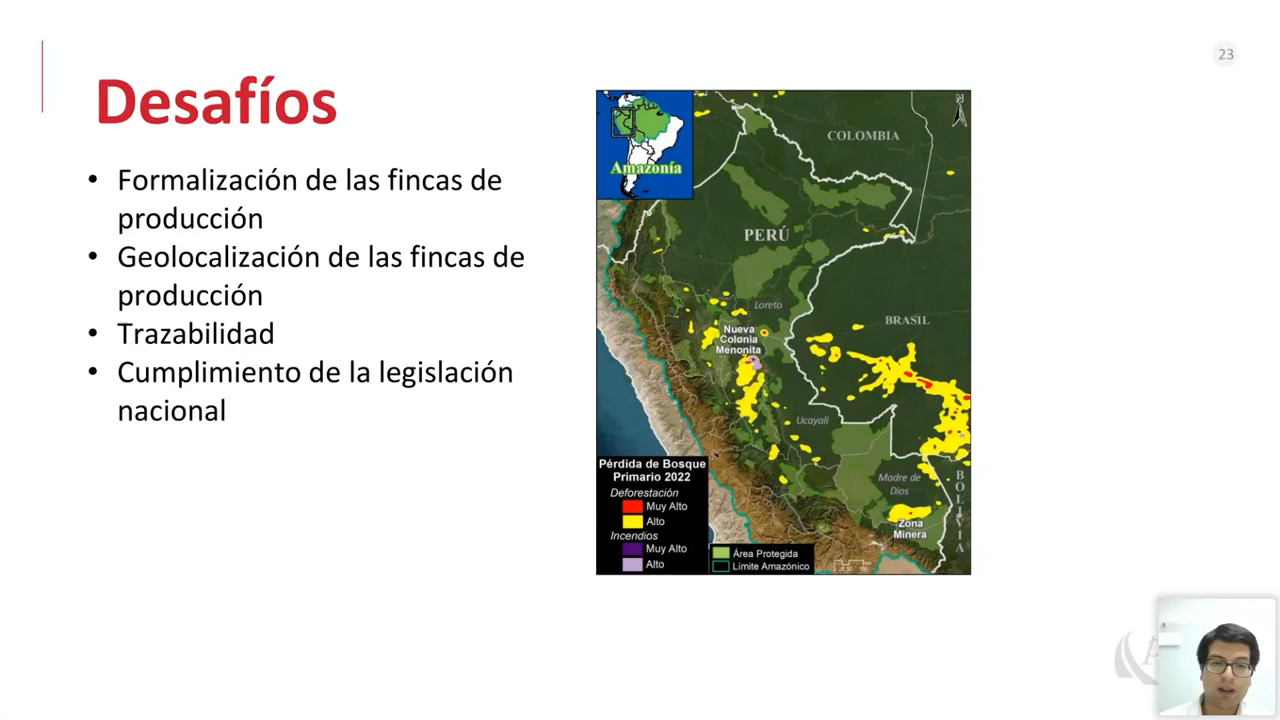 23
Desafíos
• Formalización de las fincas de
producción
• Geolocalización de las fincas de
producción
• Trazabilidad
• Cumplimiento de la legislación
nacional
N
Amazonía
COLOMBIA
PERÚ
Loreto
BRASIL
Nueva
Colonia
Menonita
Ucayali
Madre de
Dios
BOLIVIA
Zona
Minera
Pérdida de Bosque
Primario 2022
Deforestación
Muy Alto
Alto
Incendios
Muy Alto
Alto
Área Protegida
Límite Amazónico